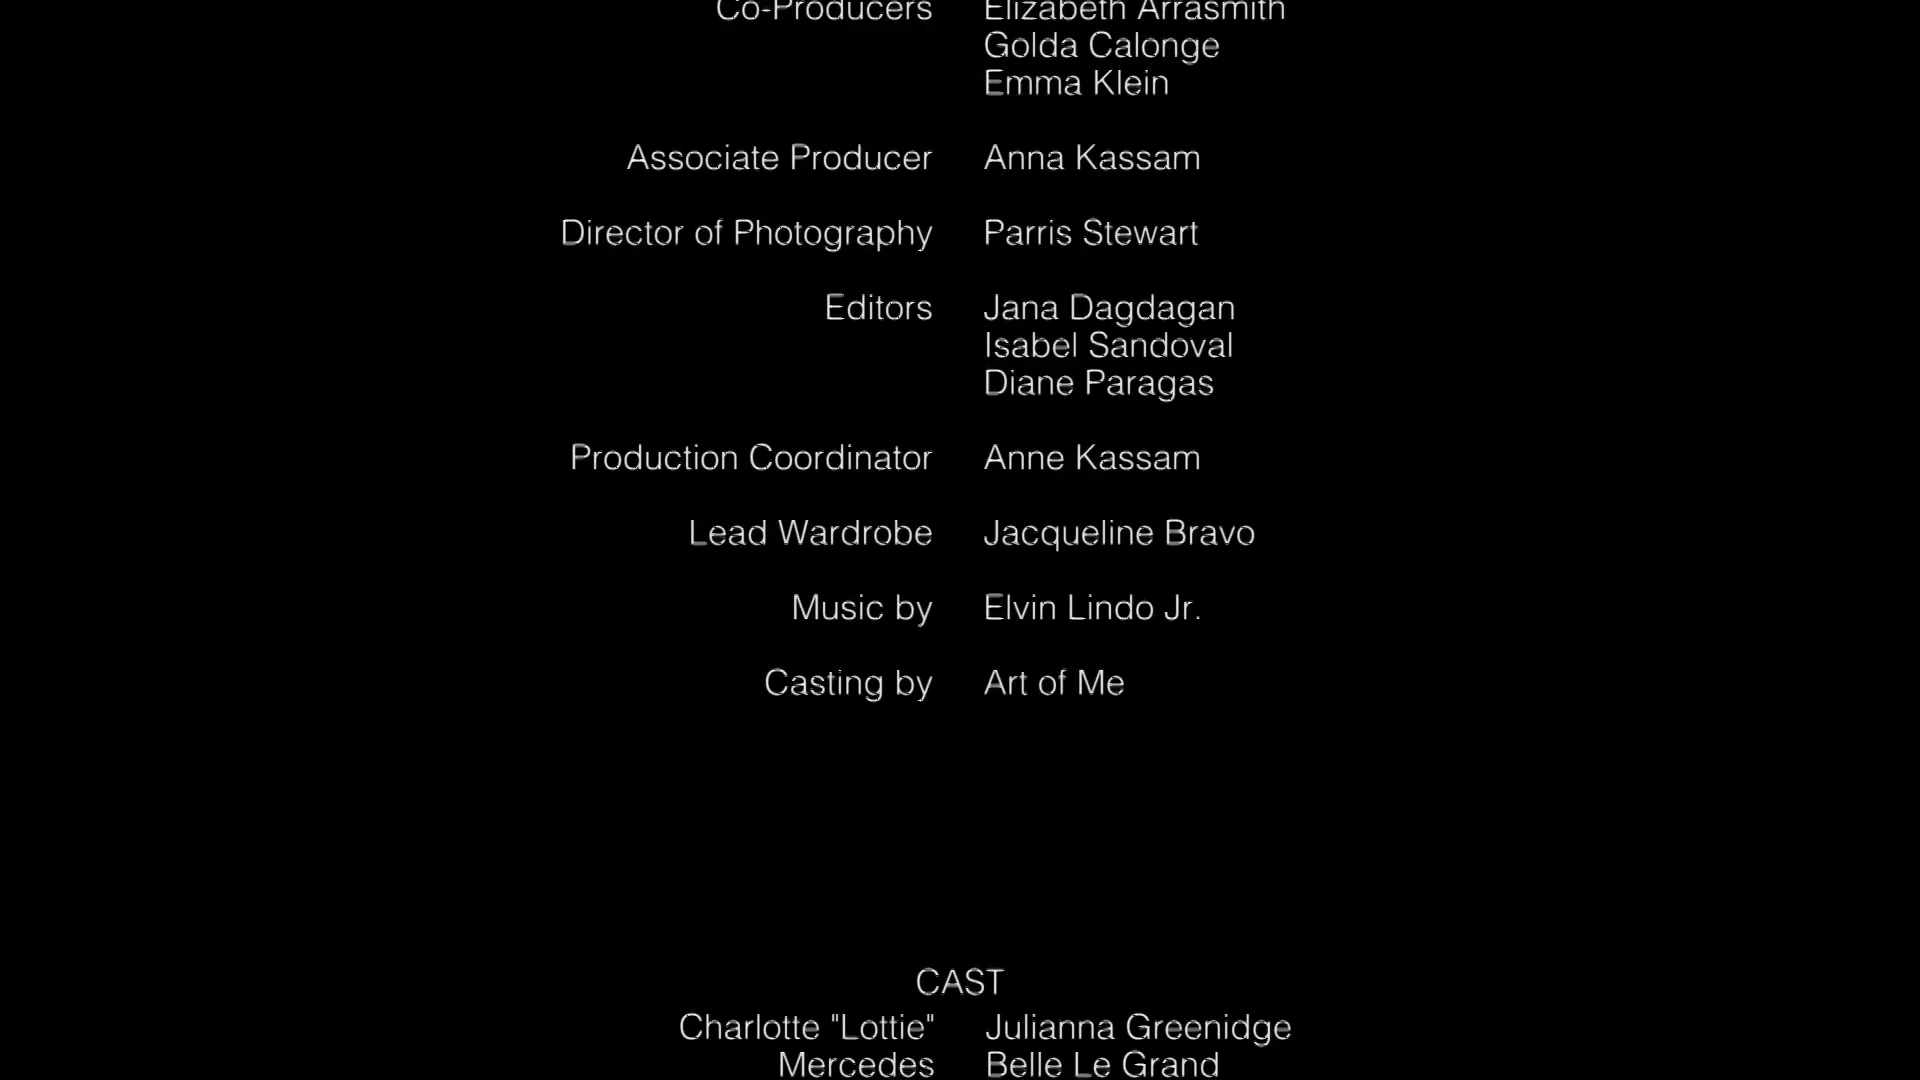 Co-Producers Elizabeth Arrasmith
Golda Calonge
Emma Klein
Associate Producer Anna Kassam
Director of Photography Parris Stewart
Editors Jana Dagdagan
Isabel Sandoval
Diane Paragas
Production Coordinator Anne Kassam
Lead Wardrobe Jacqueline Bravo
Music by Elvin Lindo Jr.
Casting by Art of Me
CAST
Charlotte "Lottie" Julianna Greenidge
Mercedes Belle Le Grand